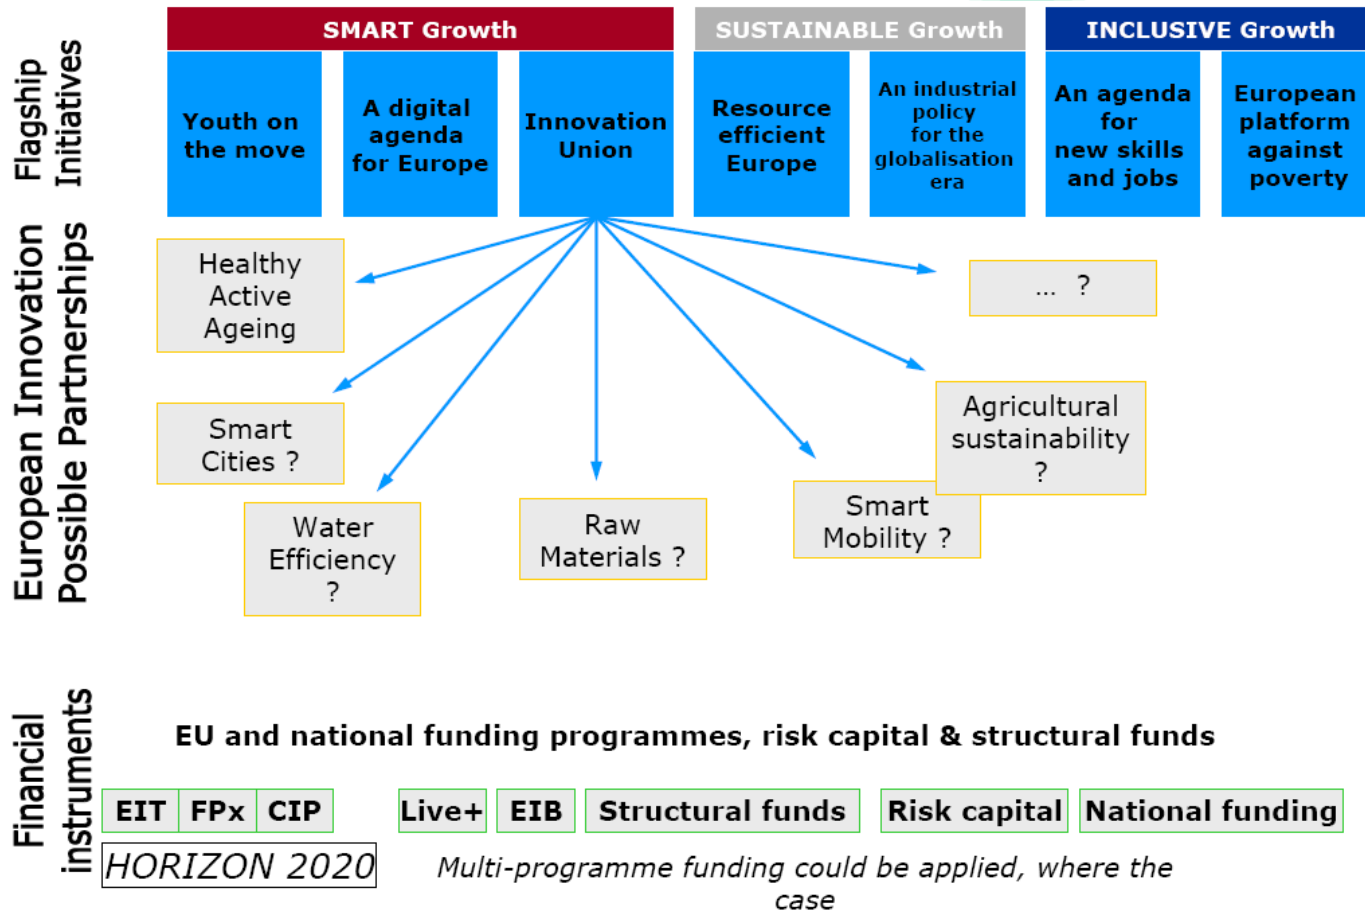 SMART Growth
SUSTAINABLE Growth
INCLUSIVE Growth
Flagship
Initiatives
Youth on
the move
A digital
agenda
for Europe
Innovation
Union
Resource
efficient
Europe
An industrial
policy
for the
globalisation
era
An agenda
for
new skills
and jobs
European
platform
against
poverty
European Innovation
Possible Partnerships
Healthy
Active
Ageing
... ?
Smart
Cities ?
Agricultural
sustainability
?
Water
Efficiency
?
Raw
Materials ?
Smart
Mobility ?
Financial
instruments
EU and national funding programmes, risk capital & structural funds
EIT FPx CIP
Live+
EIB
Structural funds
Risk capital
National funding
HORIZON 2020
Multi-programme funding could be applied, where the
case